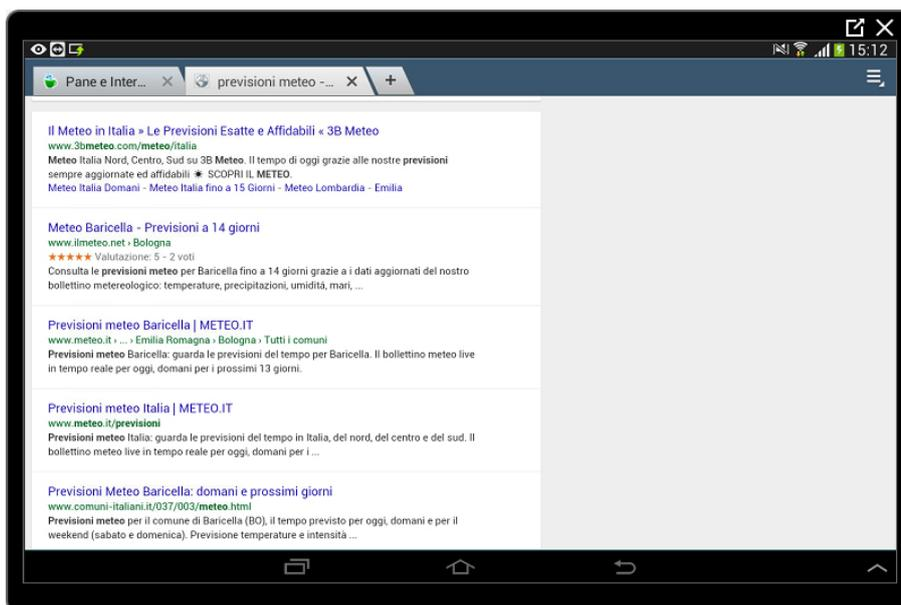 15:12
Pane e Inter...
previsioni meteo -...
Il Meteo in Italia » Le Previsioni Esatte e Affidabili « 3B Meteo
www.3bmeteo.com/meteo/italia
Meteo Italia Nord, Centro, Sud su 3B Meteo. Il tempo di oggi grazie alle nostre previsioni
sempre aggiornate ed affidabili ☀ SCOPRI IL METEO.
Meteo Italia Domani - Meteo Italia fino a 15 Giorni - Meteo Lombardia - Emilia
Meteo Baricella - Previsioni a 14 giorni
www.ilmeteo.net › Bologna
★★★★★ Valutazione: 5 - 2 voti
Consulta le previsioni meteo per Baricella fino a 14 giorni grazie a i dati aggiornati del nostro
bollettino metereologico: temperature, precipitazioni, umiditá, mari, ...
Previsioni meteo Baricella | METEO.IT
www.meteo.it › ... › Emilia Romagna › Bologna › Tutti i comuni
Previsioni meteo Baricella: guarda le previsioni del tempo per Baricella. Il bollettino meteo live
in tempo reale per oggi, domani per i prossimi 13 giorni.
Previsioni meteo Italia | METEO.IT
www.meteo.it/previsioni
Previsioni meteo Italia: guarda le previsioni del tempo in Italia, del nord, del centro e del sud. Il
bollettino meteo live in tempo reale per oggi, domani per i ...
Previsioni Meteo Baricella: domani e prossimi giorni
www.comuni-italiani.it/037/003/meteo.html
Previsioni meteo per il comune di Baricella (BO), il tempo previsto per oggi, domani e per il
weekend (sabato e domenica). Previsione temperature e intensità ...